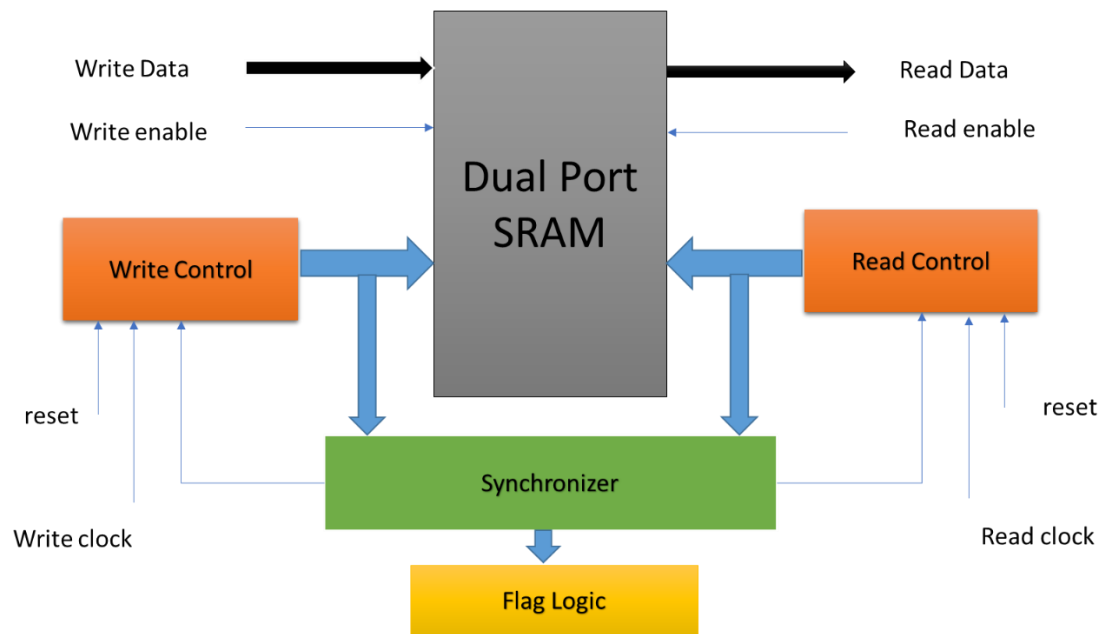 Write Data
Read Data
Write enable
Read enable
Dual Port
SRAM
Write Control
Read Control
reset
reset
Synchronizer
Write clock
Read clock
Flag Logic